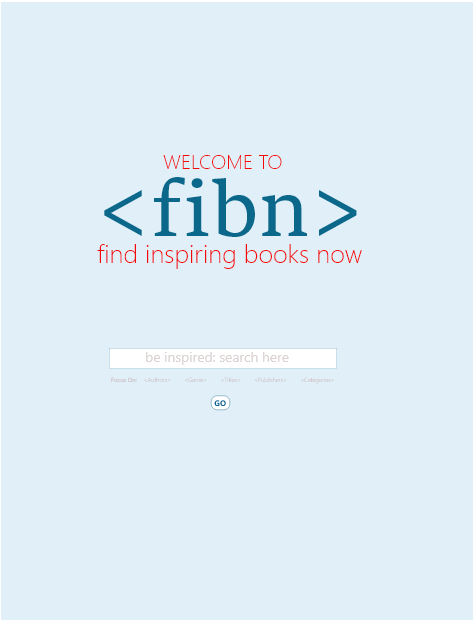 WELCOME TO
<fibn>
find inspiring books now
be inspired: search here
Focus On: <Authors> <Genre> <Titles> <Publishers> <Categories>
GO